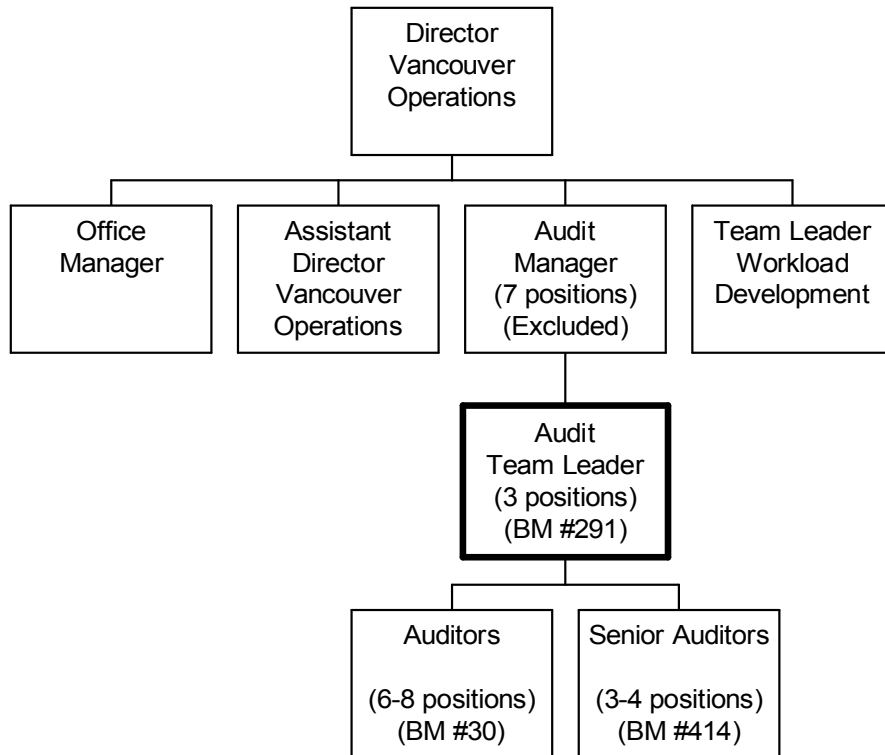 Director
Vancouver
Operations
Office
Manager
Assistant
Director
Vancouver
Operations
Audit
Manager
(7 positions)
(Excluded)
Team Leader
Workload
Development
Audit
Team Leader
(3 positions)
(BM #291)
Auditors
(6-8 positions)
(BM #30)
Senior Auditors
(3-4 positions)
(BM #414)